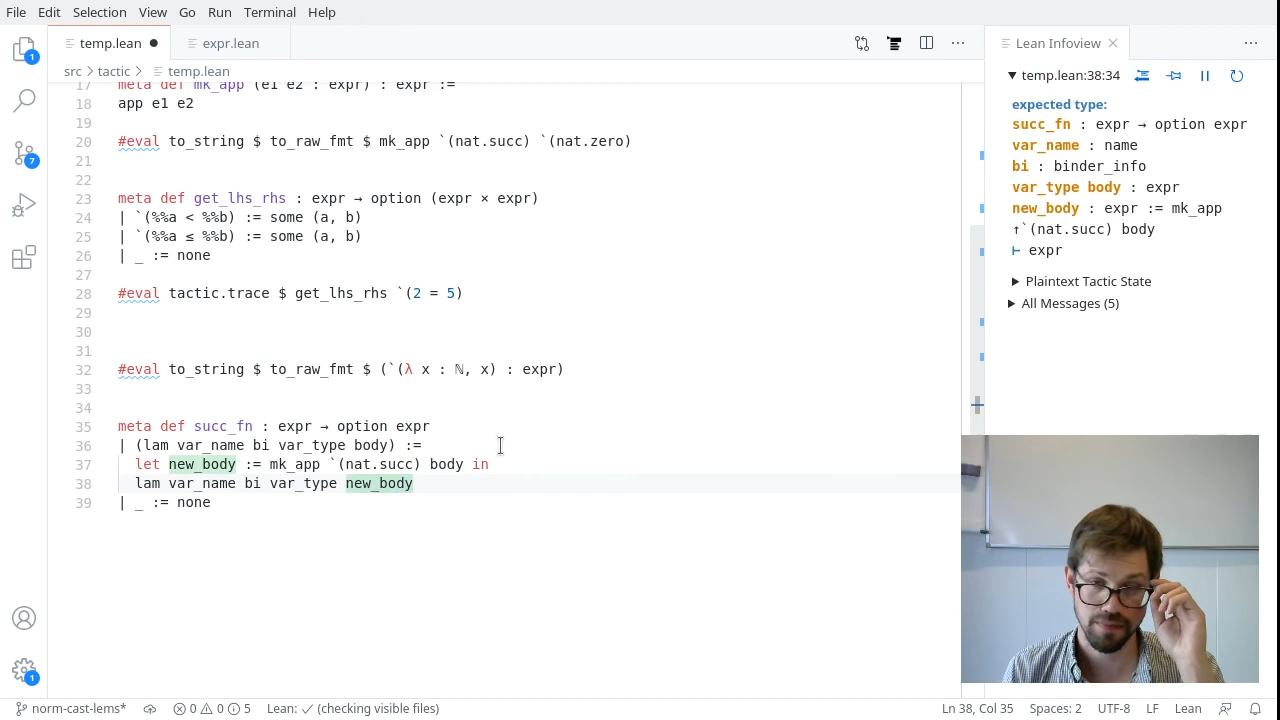 File Edit Selection View Go Run Terminal Help
temp.lean ● expr.lean
src > tactic > temp.lean
17 meta def mk_app (e1 e2 : expr) : expr :=
18 app e1 e2
19
20 #eval to_string $ to_raw_fmt $ mk_app `(nat.succ) `(nat.zero)
21
22
23 meta def get_lhs_rhs : expr → option (expr × expr)
24 | `(%%a < %%b) := some (a, b)
25 | `(%%a ≤ %%b) := some (a, b)
26 | _ := none
27
28 #eval tactic.trace $ get_lhs_rhs `(2 = 5)
29
30
31
32 #eval to_string $ to_raw_fmt $ (`(λ x : ℕ, x) : expr)
33
34
35 meta def succ_fn : expr → option expr
36 | (lam var_name bi var_type body) :=
37 let new_body := mk_app `(nat.succ) body in
38 lam var_name bi var_type new_body
39 | _ := none
Lean Infoview
temp.lean:38:34
expected type:
succ_fn : expr → option expr
var_name : name
bi : binder_info
var_type body : expr
new_body : expr := mk_app
↑`(nat.succ) body
⊢ expr
Plaintext Tactic State
All Messages (5)
1
7
1
norm-cast-lems* 0 0 5 Lean: ✓ (checking visible files) Ln 38, Col 35 Spaces: 2 UTF-8 LF Lean